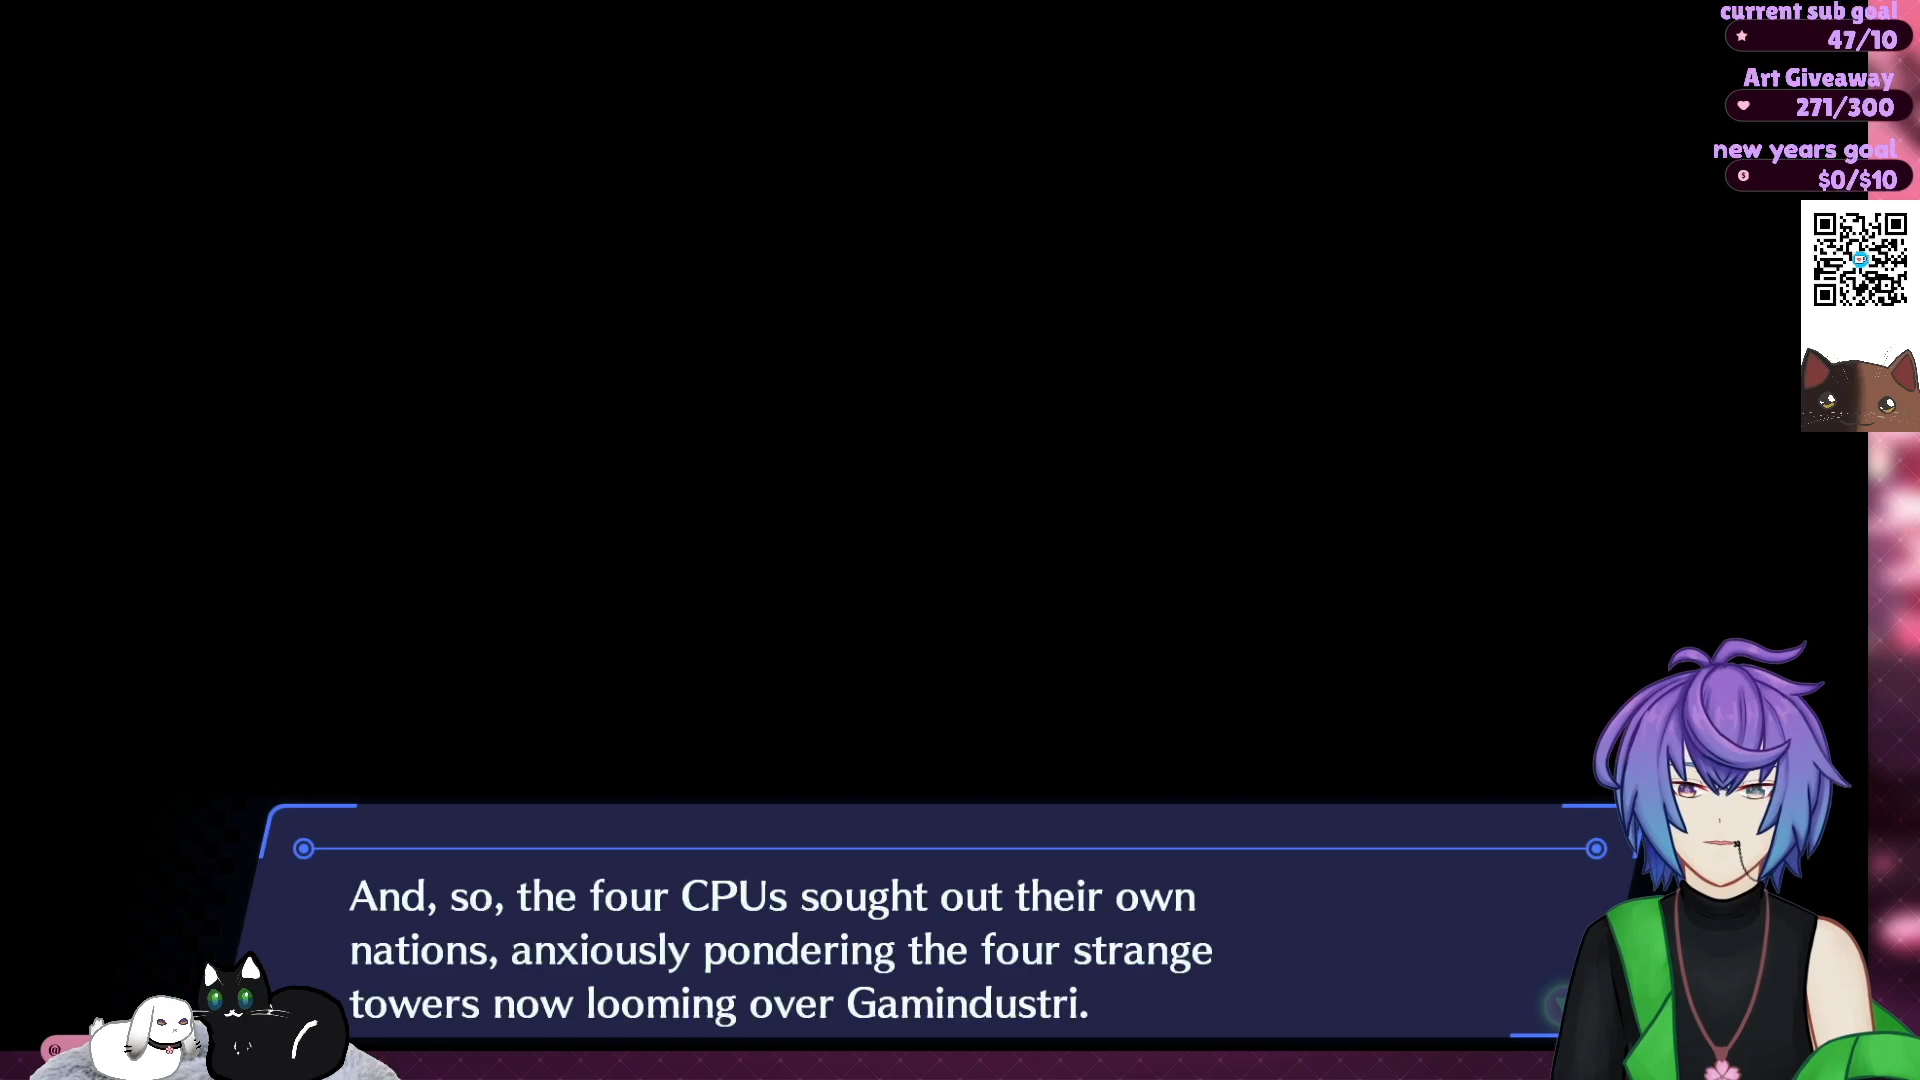 current sub goal
47/10
Art Giveaway
271/300
new years goal
$0/$10
And, so, the four CPUs sought out their own
nations, anxiously pondering the four strange
towers now looming over Gamindustri.
@